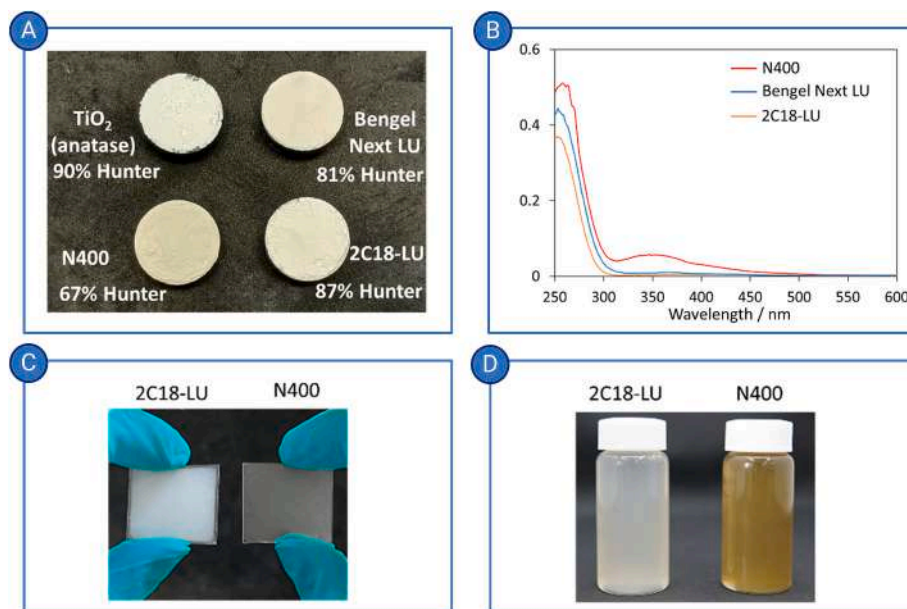 A
TiO2
(anatase)
90% Hunter
Bengel
Next LU
81% Hunter
N400
67% Hunter
2C18-LU
87% Hunter
B
0.6
0.4
0.2
0
N400
Bengel Next LU
2C18-LU
250 300 350 400 450 500 550 600
Wavelength / nm
C
2C18-LU N400
D
2C18-LU N400